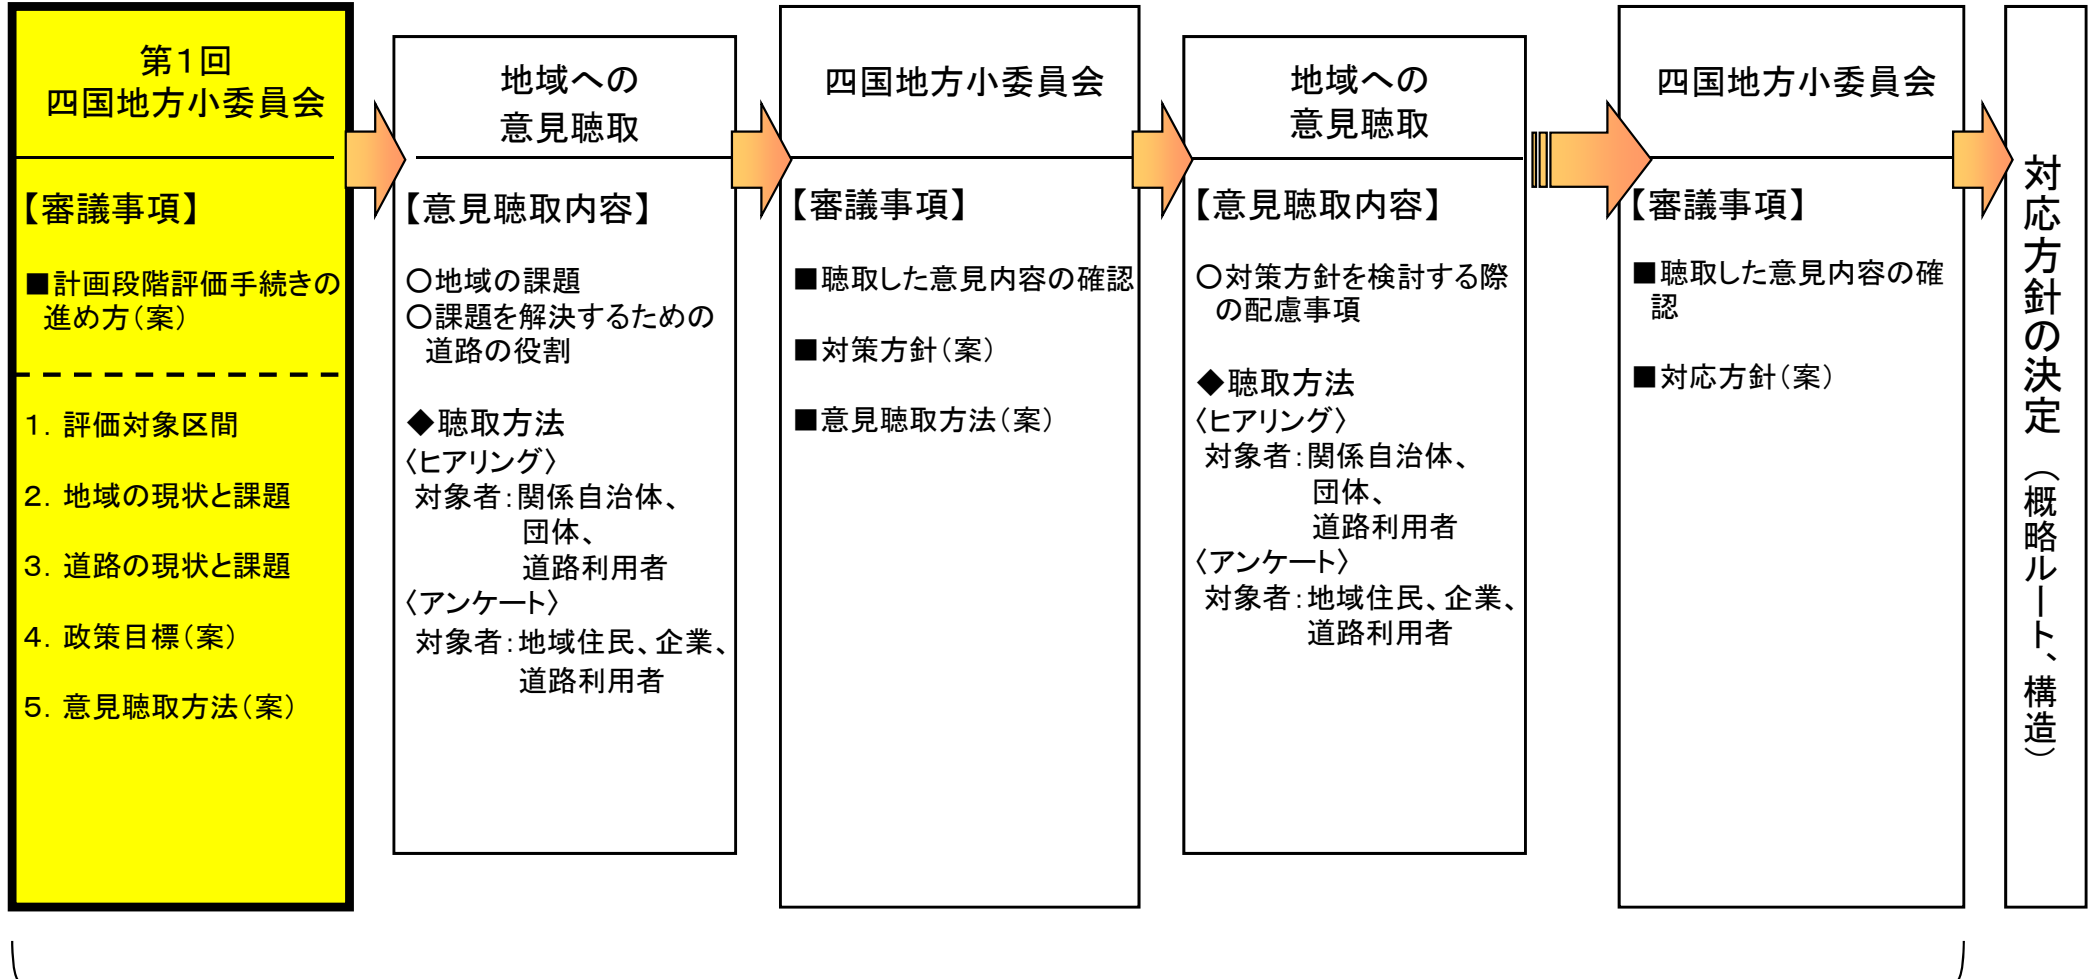 第1回
四国地方小委員会
【審議事項】
■計画段階評価手続きの
進め方(案)
1. 評価対象区間
2. 地域の現状と課題
3. 道路の現状と課題
4. 政策目標(案)
5. 意見聴取方法(案)
地域への
意見聴取
【意見聴取内容】
○地域の課題
○課題を解決するための
道路の役割
◆聴取方法
〈ヒアリング〉
対象者:関係自治体、
団体、
道路利用者
〈アンケート〉
対象者:地域住民、企業、
道路利用者
四国地方小委員会
【審議事項】
■聴取した意見内容の確認
■対策方針(案)
■意見聴取方法(案)
地域への
意見聴取
【意見聴取内容】
○対策方針を検討する際
の配慮事項
◆聴取方法
〈ヒアリング〉
対象者:関係自治体、
団体、
道路利用者
〈アンケート〉
対象者:地域住民、企業、
道路利用者
四国地方小委員会
【審議事項】
■聴取した意見内容の確
認
■対応方針(案)
対応方針の決定(概略ルート、構造)